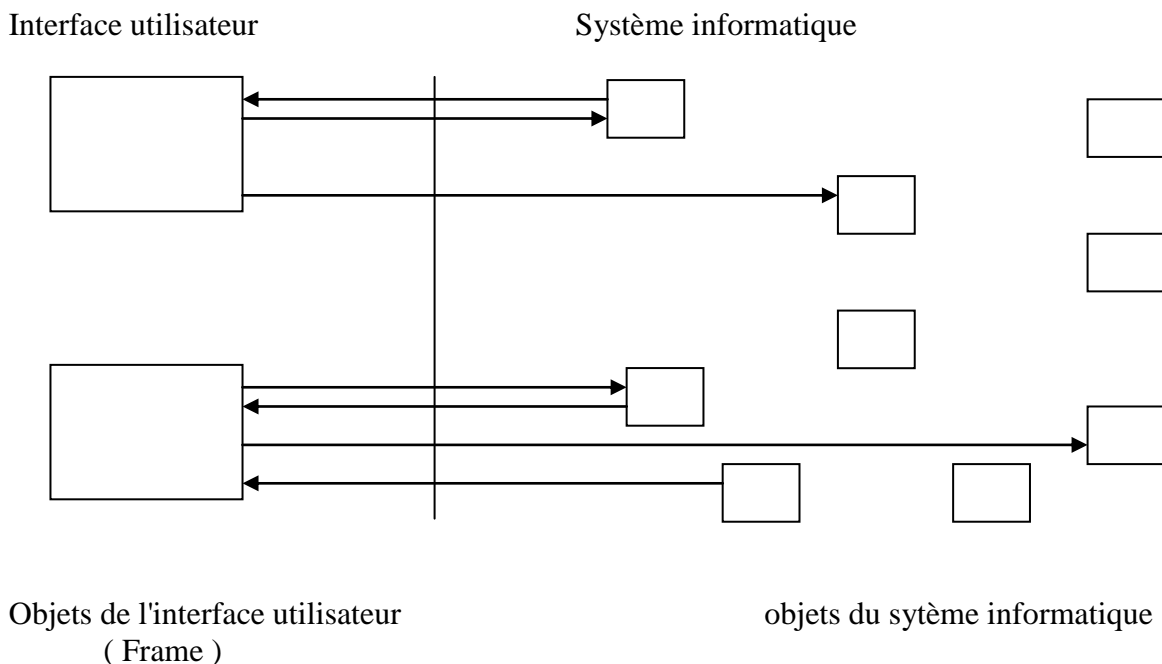 Interface utilisateur
Système informatique
Objets de l'interface utilisateur
( Frame )
objets du sytème informatique